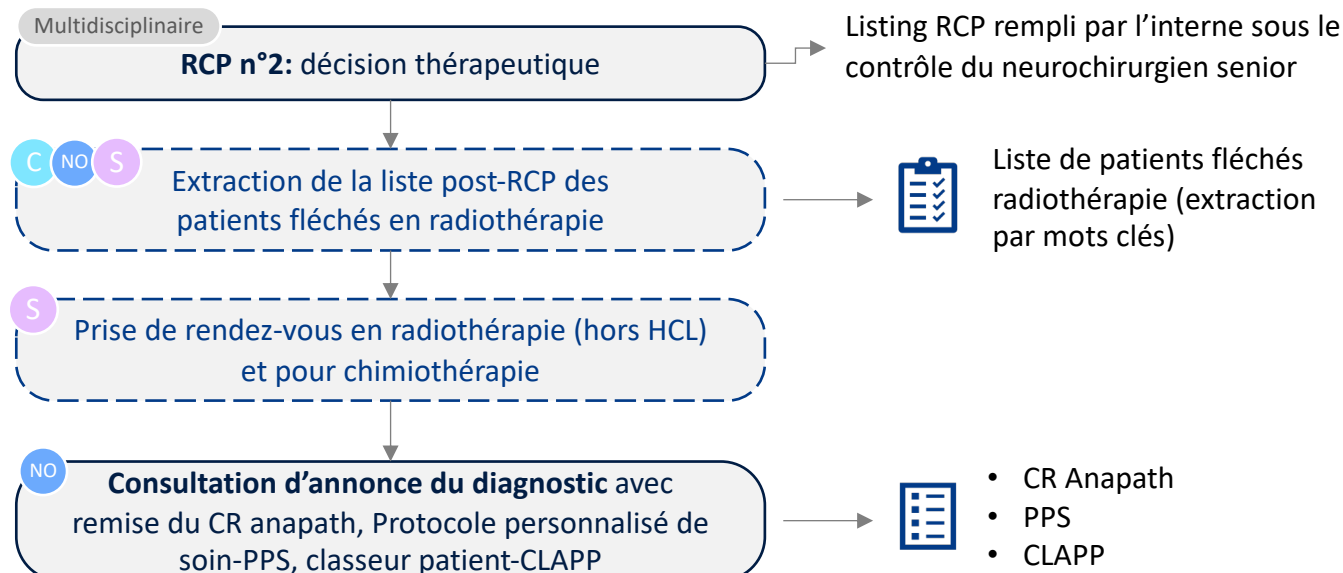 Multidisciplinaire
RCP n°2: décision thérapeutique
Listing RCP rempli par l’interne sous le
contrôle du neurochirurgien senior
C NO S
Extraction de la liste post-RCP des
patients fléchés en radiothérapie
Liste de patients fléchés
radiothérapie (extraction
par mots clés)
S
Prise de rendez-vous en radiothérapie (hors HCL)
et pour chimiothérapie
NO
Consultation d’annonce du diagnostic avec
remise du CR anapath, Protocole personnalisé de
soin-PPS, classeur patient-CLAPP
• CR Anapath
• PPS
• CLAPP